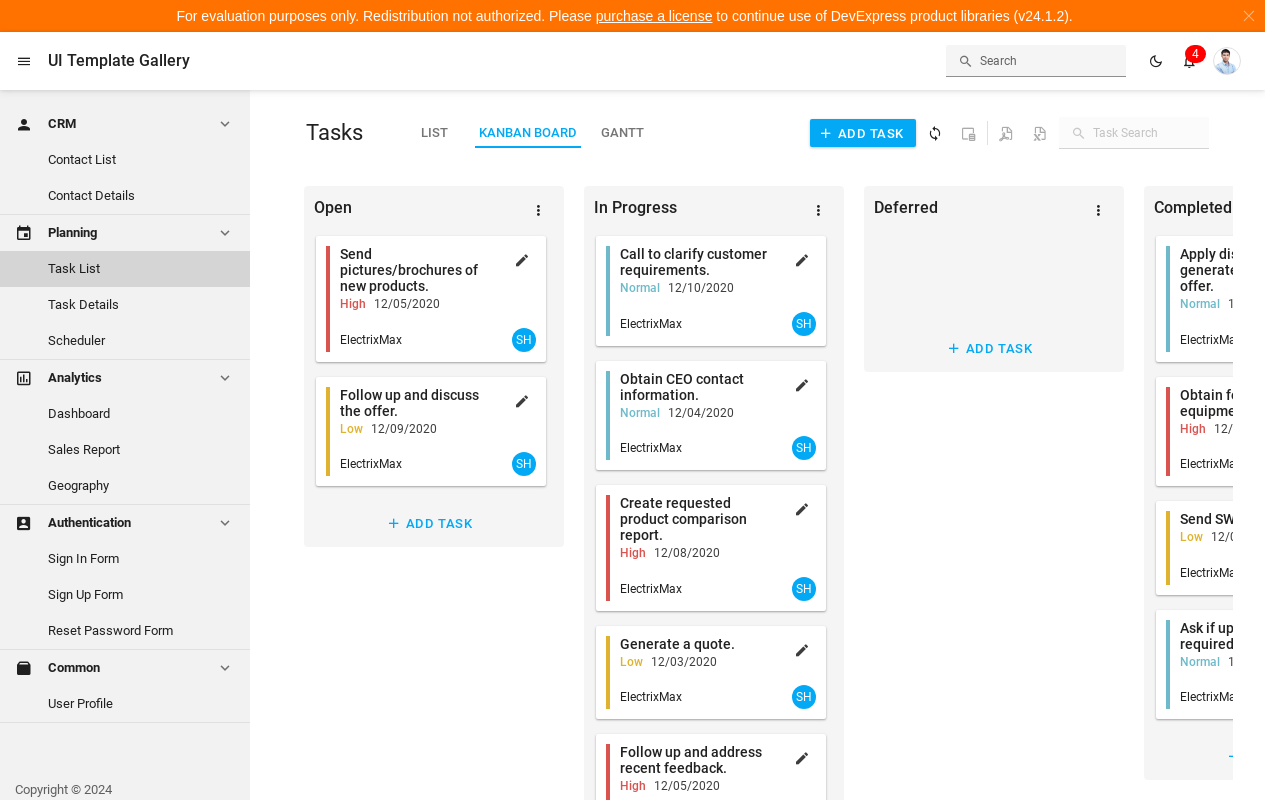 For evaluation purposes only. Redistribution not authorized. Please purchase a license to continue use of DevExpress product libraries (v24.1.2).
UI Template Gallery
Search
4
CRM
Contact List
Contact Details
Planning
Task List
Task Details
Scheduler
Analytics
Dashboard
Sales Report
Geography
Authentication
Sign In Form
Sign Up Form
Reset Password Form
Common
User Profile
Copyright © 2024
Tasks
LIST
KANBAN BOARD
GANTT
ADD TASK
Task Search
Open
Send
pictures/brochures of
new products.
High 12/05/2020
ElectrixMax
SH
Follow up and discuss
the offer.
Low 12/09/2020
ElectrixMax
SH
ADD TASK
In Progress
Call to clarify customer
requirements.
Normal 12/10/2020
ElectrixMax
SH
Obtain CEO contact
information.
Normal 12/04/2020
ElectrixMax
SH
Create requested
product comparison
report.
High 12/08/2020
ElectrixMax
SH
Generate a quote.
Low 12/03/2020
ElectrixMax
SH
Follow up and address
recent feedback.
High 12/05/2020
Deferred
ADD TASK
Completed
Apply dis
generate
offer.
Normal 1
ElectrixMa
Obtain fe
equipme
High 12/
ElectrixMa
Send SW
Low 12/0
ElectrixMa
Ask if up
required
Normal 1
ElectrixMa